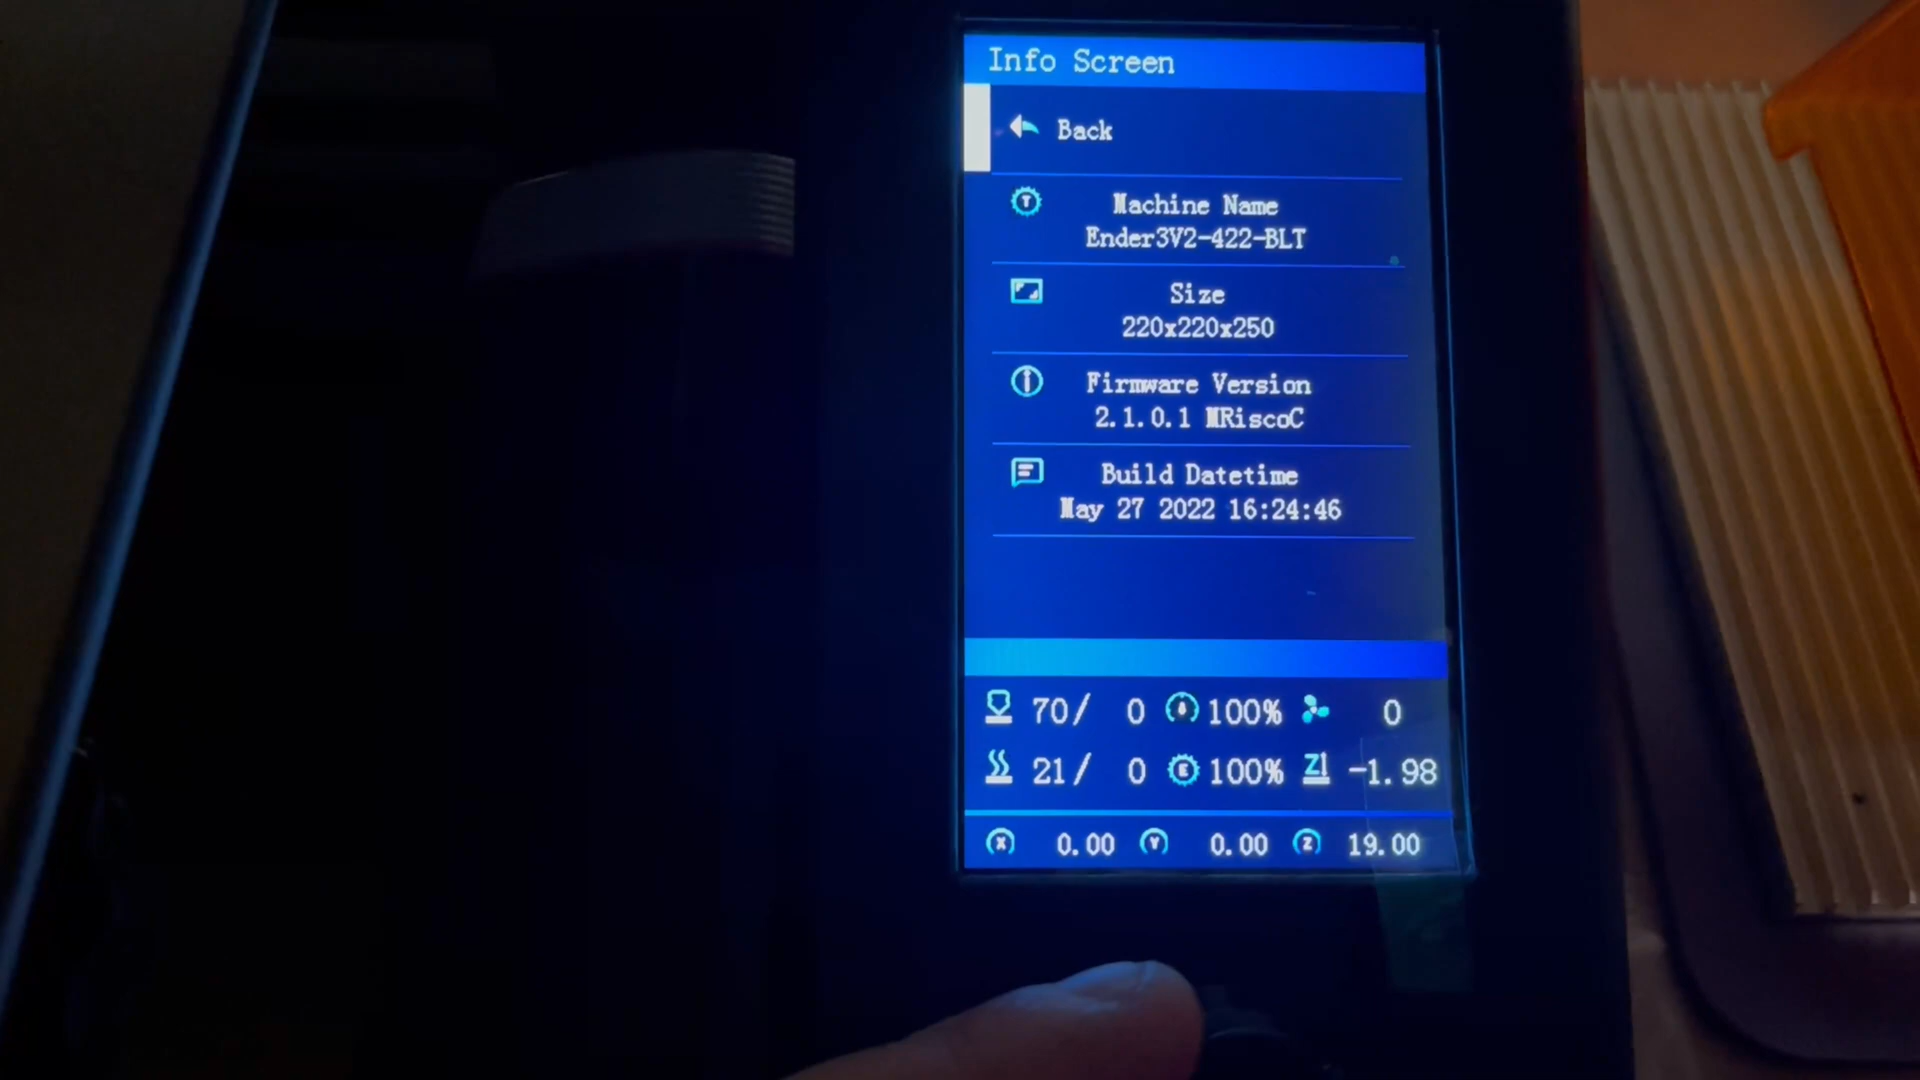 Info Screen
Back
Machine Name
Ender3V2-422-BLT
Size
220x220x250
Firmware Version
2.1.0.1 MRiscoC
Build Datetime
May 27 2022 16:24:46
70/ 0 100% 0
21/ 0 E 100% Z -1.98
X 0.00 Y 0.00 Z 19.00